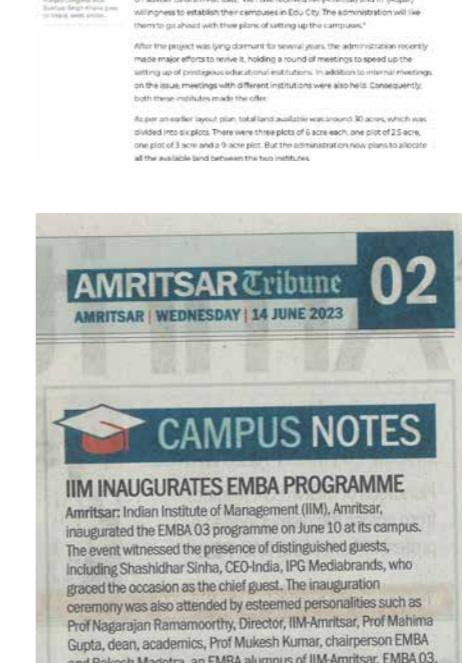 willingness to establish their campuses in Edu City. The administration will like
them to go ahead with their plans of setting up the campuses."
After the project was lying dormant for several years, the administration recently
made major efforts to revive it, holding a round of meetings to speed up the
setting up of prestigious educational institutions. In addition to internal meetings
on the issue, meetings with different institutions were also held. Consequently,
both these institutes made the offer.
As per an earlier layout plan, total land available was around 30 acres, which was
divided into six plots. There were three plots of 6 acre each, one plot of 2.5 acre,
one plot of 3 acre and a 9-acre plot. But the administration now plans to allocate
all the available land between the two institutes.
AMRITSAR Tribune 02
AMRITSAR | WEDNESDAY | 14 JUNE 2023
CAMPUS NOTES
IIM INAUGURATES EMBA PROGRAMME
Amritsar: Indian Institute of Management (IIM), Amritsar,
inaugurated the EMBA 03 programme on June 10 at its campus.
The event witnessed the presence of distinguished guests,
including Shashidhar Sinha, CEO-India, IPG Mediabrands, who
graced the occasion as the chief guest. The inauguration
ceremony was also attended by esteemed personalities such as
Prof Nagarajan Ramamoorthy, Director, IIM-Amritsar, Prof Mahima
Gupta, dean, academics, Prof Mukesh Kumar, chairperson EMBA
and Rakesh Magotra, an EMBA alumnus of IIM-Amritsar. EMBA 03,